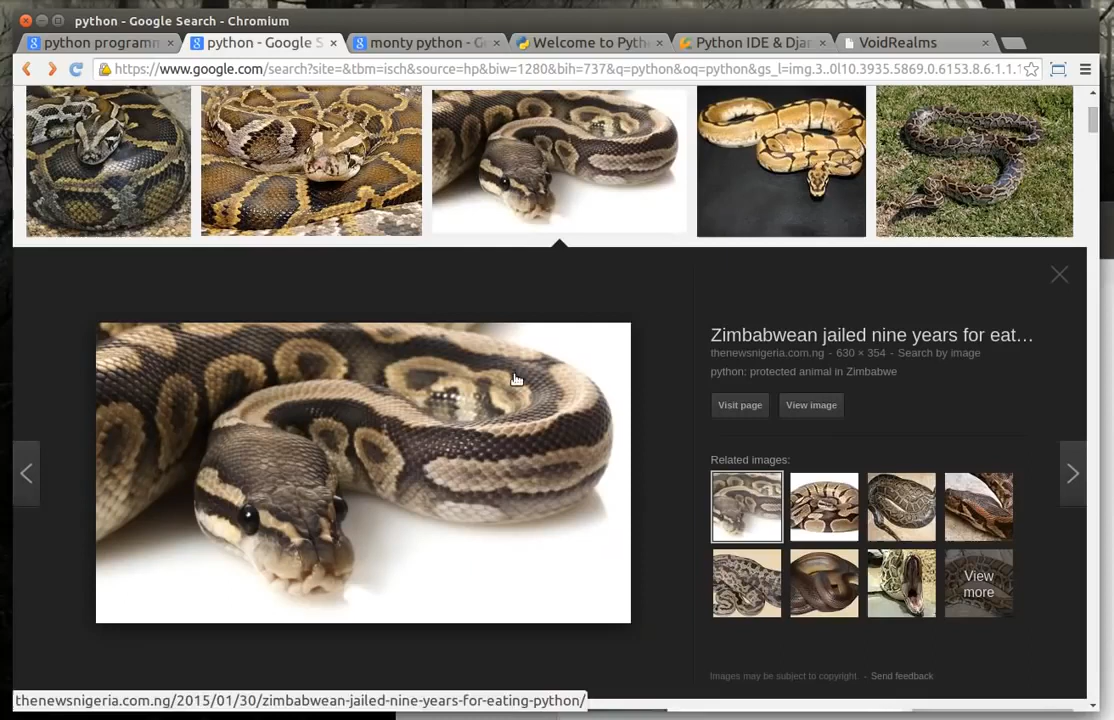 python - Google Search - Chromium
python programm
python - Google S
monty python - G
Welcome to Pyth
Python IDE & Djan
VoidRealms
https://www.google.com/search?site=&tbm=isch&source=hp&biw=1280&bih=737&q=python&oq=python&gs_l=img.3..0l10.3935.5869.0.6153.8.6.1.1.1
Zimbabwean jailed nine years for eat...
thenewsnigeria.com.ng - 630 × 354 - Search by image
python: protected animal in Zimbabwe
Visit page
View image
Related images:
View
more
Images may be subject to copyright. - Send feedback
thenewsnigeria.com.ng/2015/01/30/zimbabwean-jailed-nine-years-for-eating-python/